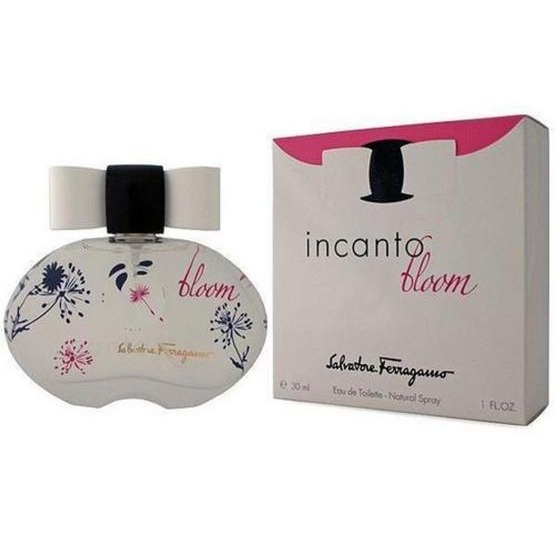 bloom
Salvatore Ferragamo
incanto
bloom
Salvatore Ferragamo
℮ 30 ml
Eau de Toilette - Natural Spray
1 FL.OZ.